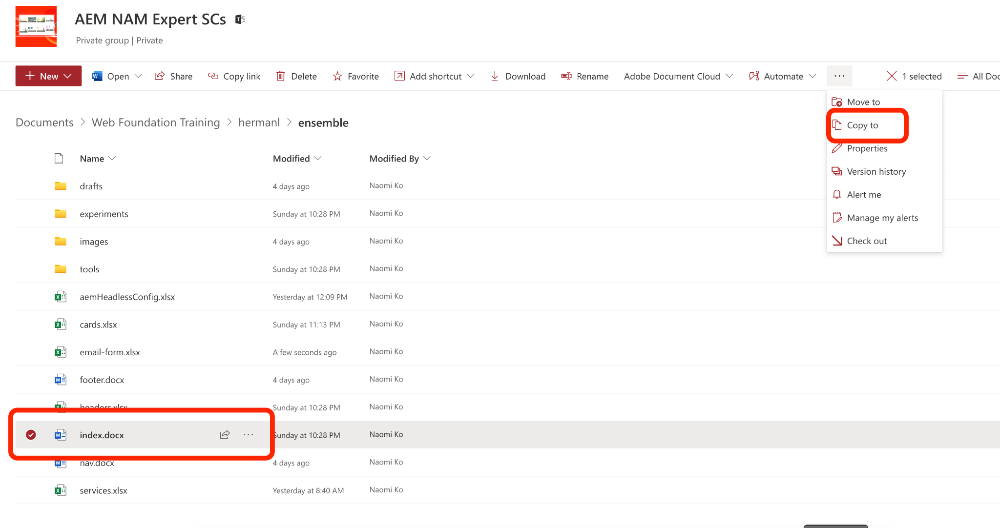 AEM NAM Expert SCs
Private group | Private
New Open Share Copy link Delete Favorite Add shortcut Download Rename Adobe Document Cloud Automate ··· 1 selected All Doc
Move to
Copy to
Properties
Version history
Alert me
Manage my alerts
Check out
Documents > Web Foundation Training > hermanl > ensemble
Name Modified Modified By
drafts 4 days ago Naomi Ko
experiments Sunday at 10:28 PM Naomi Ko
images 4 days ago Naomi Ko
tools Sunday at 10:28 PM Naomi Ko
aemHeadlessConfig.xlsx Yesterday at 12:09 PM Naomi Ko
cards.xlsx Sunday at 11:13 PM Naomi Ko
email-form.xlsx A few seconds ago Naomi Ko
footer.docx 4 days ago Naomi Ko
headers.xlsx Sunday at 10:28 PM Naomi Ko
index.docx ··· Sunday at 10:28 PM Naomi Ko
nav.docx 4 days ago Naomi Ko
services.xlsx Yesterday at 8:40 AM Naomi Ko